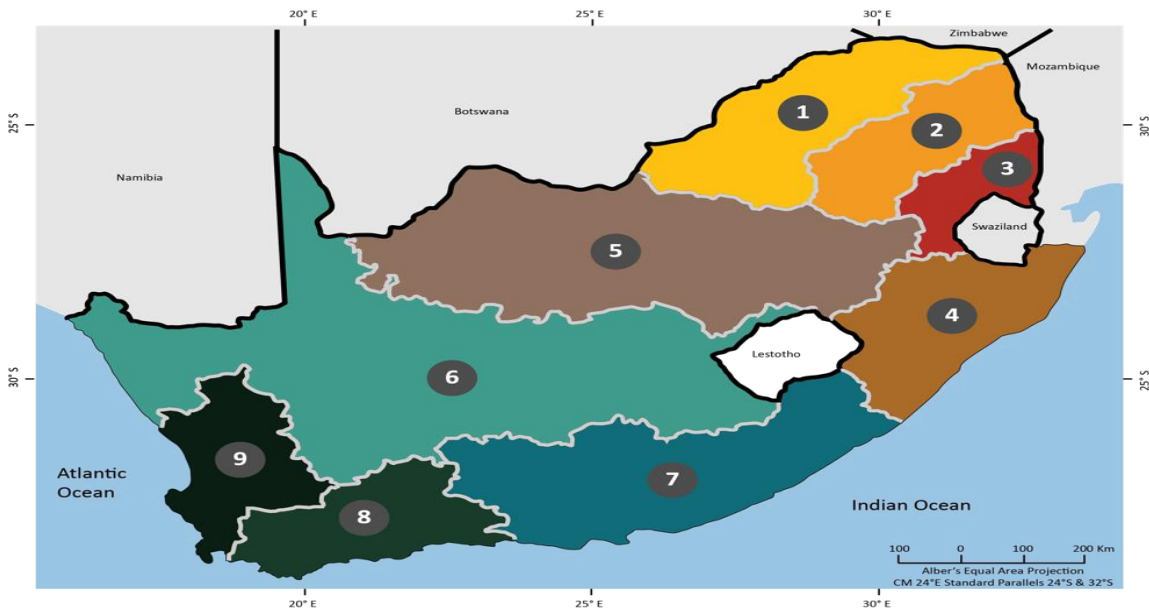 20° E
25° E
30° E
Zimbabwe
Mozambique
Botswana
Namibia
25°S
30°S
1
2
3
Swaziland
5
4
Lestotho
30°S
25°S
6
9
7
8
Atlantic
Ocean
Indian Ocean
100 0 100 200 Km
Alber's Equal Area Projection
CM 24°E Standard Parallels 24°S & 32°S
20° E
25° E
30° E